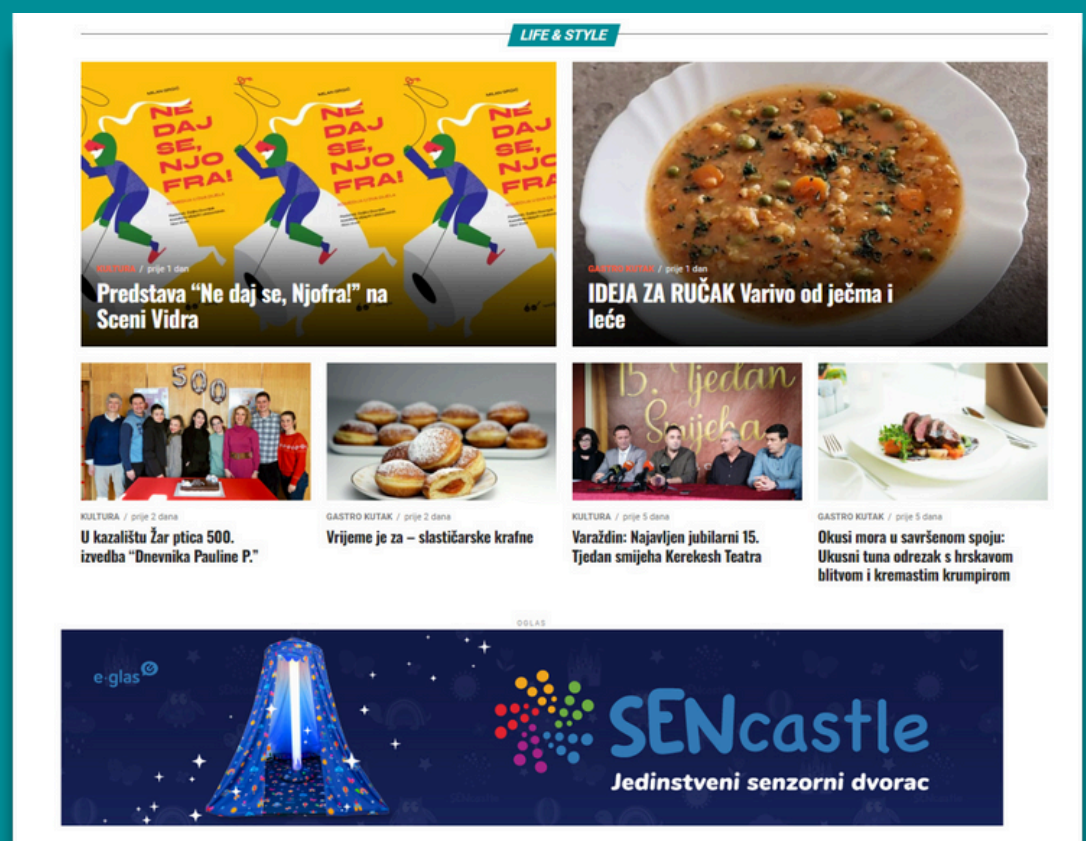 LIFE & STYLE
NE
DAJ
SE,
NJO
FRA!
NE
DAJ
SE,
NJO
FRA!
NE
DAJ
SE,
NJO
FRA!
KULTURA / prije 1 dan
Predstava “Ne daj se, Njofra!” na
Sceni Vidra
GASTRO KUTAK / prije 1 dan
IDEJA ZA RUČAK Varivo od ječma i
leće
500
15. Tjedan
Smijeha
KULTURA / prije 2 dana
U kazalištu Žar ptica 500.
izvedba “Dnevnika Pauline P.”
GASTRO KUTAK / prije 2 dana
Vrijeme je za – slastičarske krafne
KULTURA / prije 5 dana
Varaždin: Najavljen jubilarni 15.
Tjedan smijeha Kerekesh Teatra
GASTRO KUTAK / prije 5 dana
Okusi mora u savršenom spoju:
Ukusni tuna odrezak s hrskavom
blitvom i kremastim krumpirom
OGLAS
e·glas
SENcastle
Jedinstveni senzorni dvorac